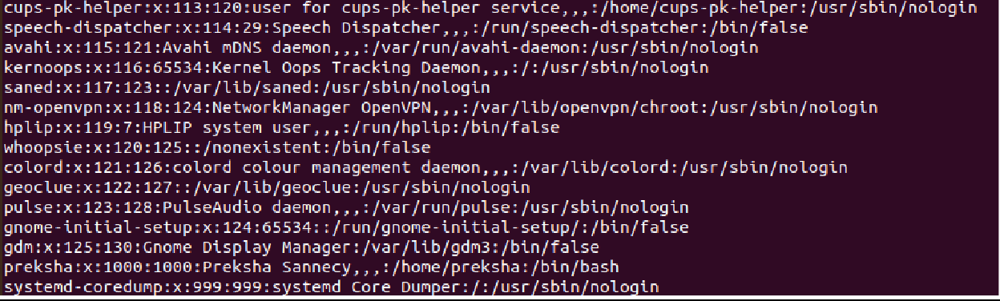 cups-pk-helper:x:113:120:user for cups-pk-helper service,,,:/home/cups-pk-helper:/usr/sbin/nologin
speech-dispatcher:x:114:29:Speech Dispatcher,,,:/run/speech-dispatcher:/bin/false
avahi:x:115:121:Avahi mDNS daemon,,,:/var/run/avahi-daemon:/usr/sbin/nologin
kernoops:x:116:65534:Kernel Oops Tracking Daemon,,,:/:/usr/sbin/nologin
saned:x:117:123::/var/lib/saned:/usr/sbin/nologin
nm-openvpn:x:118:124:NetworkManager OpenVPN,,,:/var/lib/openvpn/chroot:/usr/sbin/nologin
hplip:x:119:7:HPLIP system user,,,:/run/hplip:/bin/false
whoopsie:x:120:125::/nonexistent:/bin/false
colord:x:121:126:colord colour management daemon,,,:/var/lib/colord:/usr/sbin/nologin
geoclue:x:122:127::/var/lib/geoclue:/usr/sbin/nologin
pulse:x:123:128:PulseAudio daemon,,,:/var/run/pulse:/usr/sbin/nologin
gnome-initial-setup:x:124:65534::/run/gnome-initial-setup/:/bin/false
gdm:x:125:130:Gnome Display Manager:/var/lib/gdm3:/bin/false
preksha:x:1000:1000:Preksha Sannecy,,,:/home/preksha:/bin/bash
systemd-coredump:x:999:999:systemd Core Dumper:/:/usr/sbin/nologin